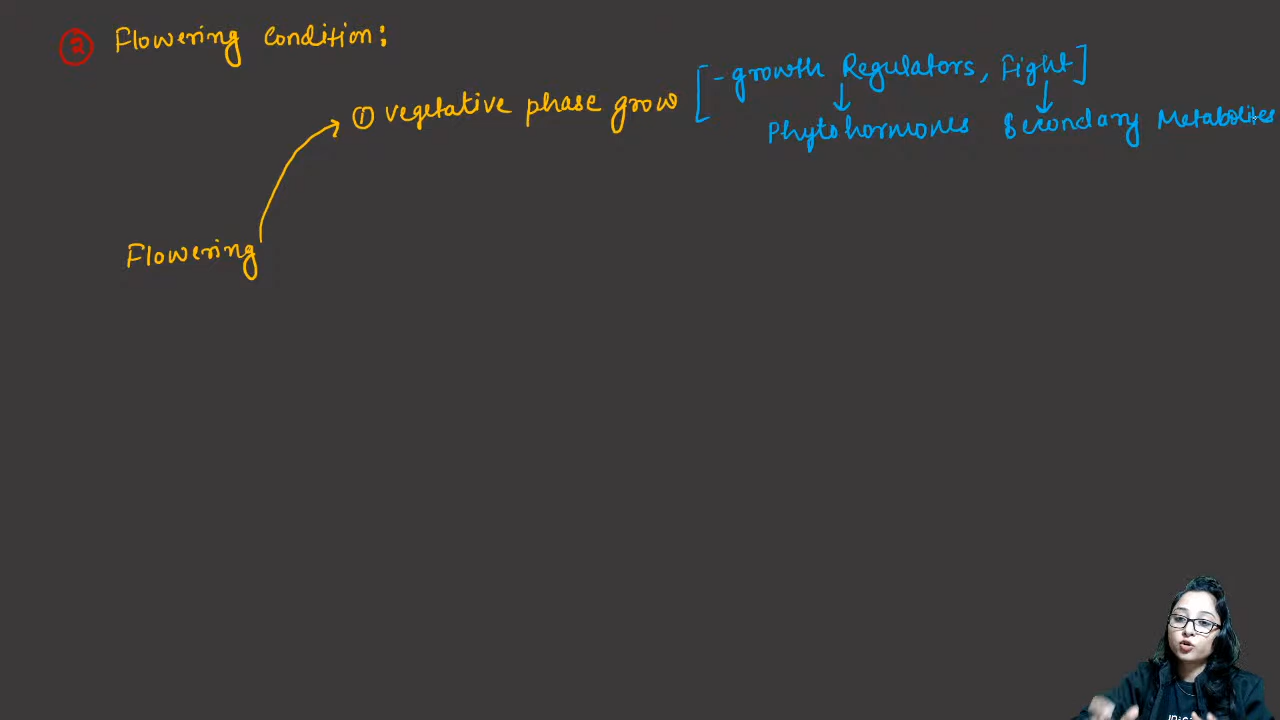 ② Flowering Condition:
① vegetative phase grow [- growth Regulators, Fight]
↓ ↓
Phytohormones Secondary Metabolites
Flowering